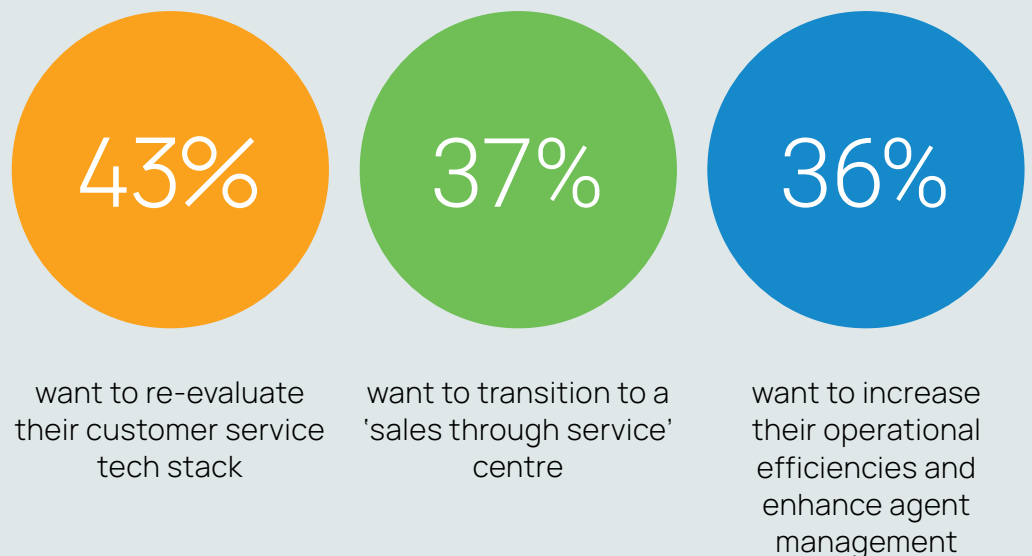 43%
37%
36%
want to re-evaluate
their customer service
tech stack
want to transition to a
‘sales through service’
centre
want to increase
their operational
efficiencies and
enhance agent
management